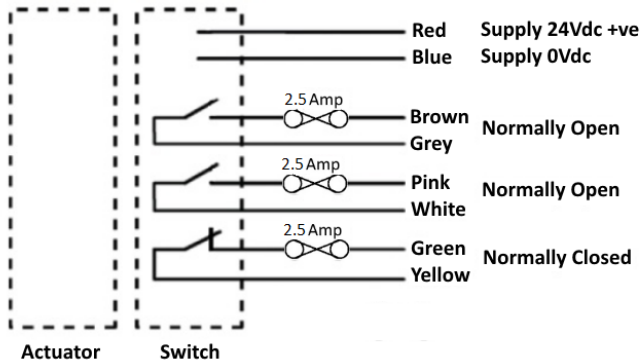 Red Supply 24Vdc +ve
Blue Supply 0Vdc
2.5 Amp
Brown
Normally Open
Grey
2.5 Amp
Pink
Normally Open
White
2.5 Amp
Green
Normally Closed
Yellow
Actuator Switch